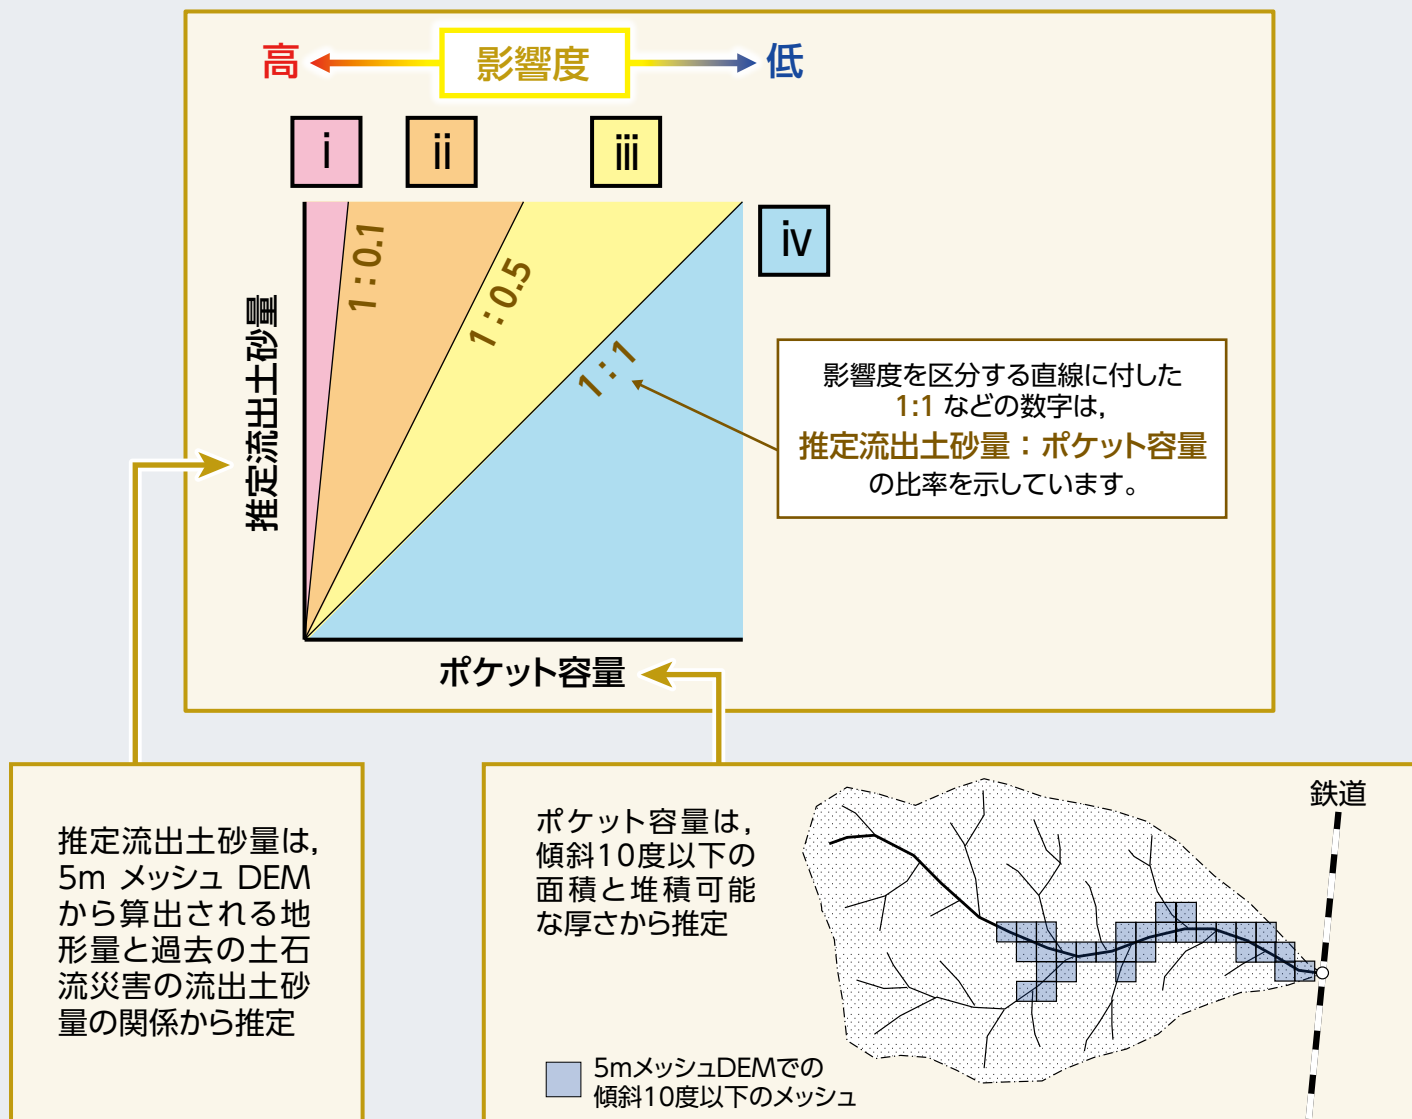 高
影響度
低
i
ii
iii
iv
1：0.1
1：0.5
1：1
推定流出土砂量
ポケット容量
影響度を区分する直線に付した
1:1 などの数字は，
推定流出土砂量：ポケット容量
の比率を示しています。
推定流出土砂量は，
5m メッシュ DEM
から算出される地
形量と過去の土石
流災害の流出土砂
量の関係から推定
ポケット容量は，
傾斜10度以下の
面積と堆積可能
な厚さから推定
鉄道
5mメッシュDEMでの
傾斜10度以下のメッシュ